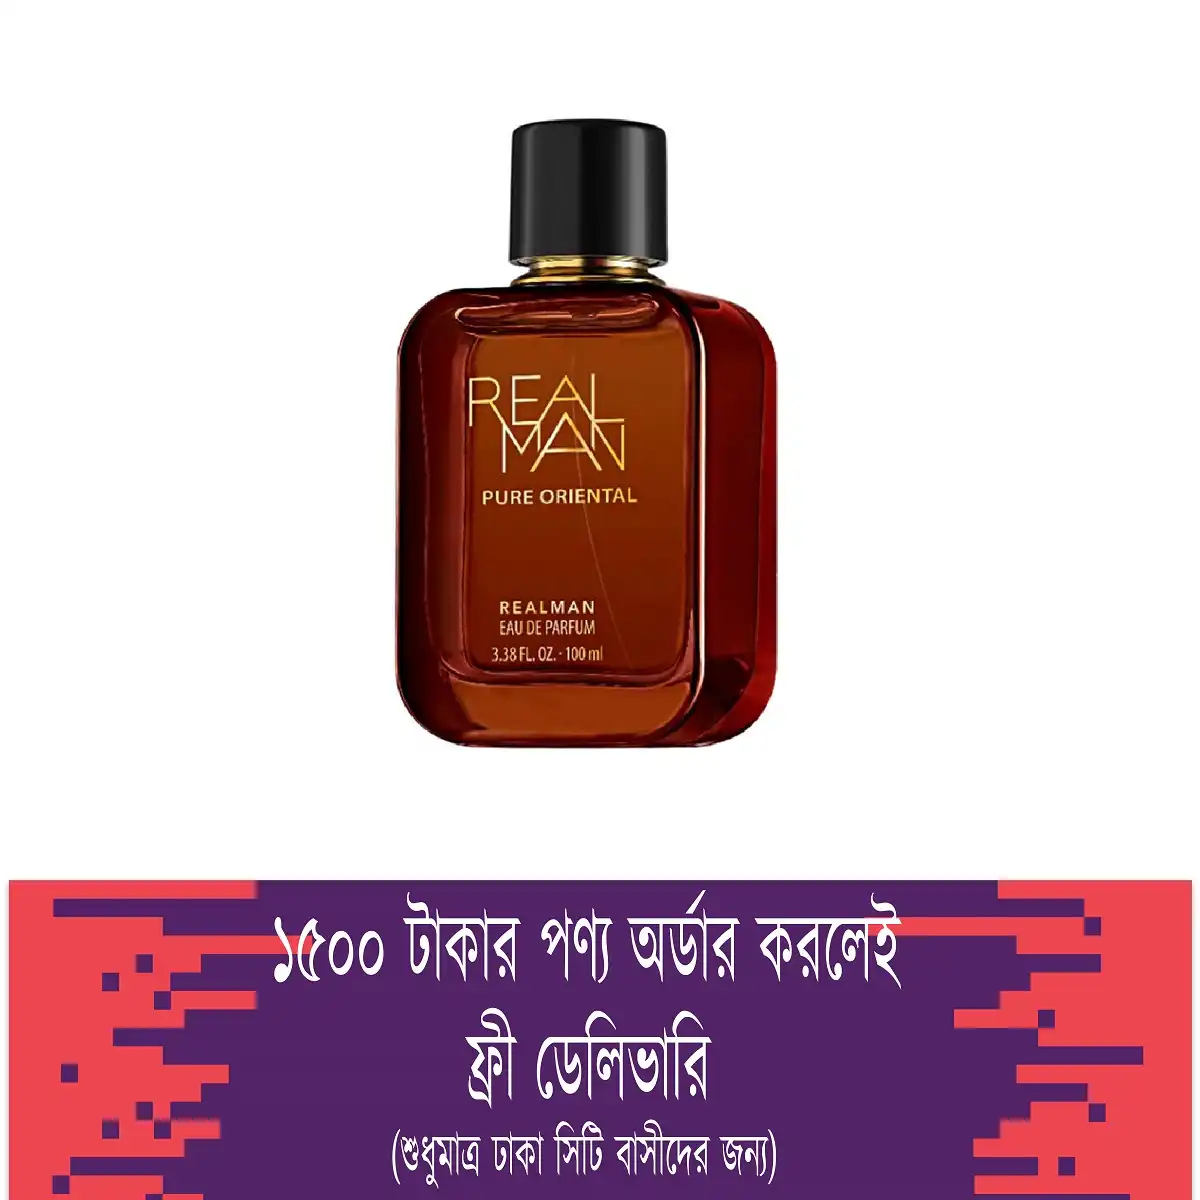 REAL
MAN
PURE ORIENTAL
REALMAN
EAU DE PARFUM
3.38 FL. OZ. - 100 ml
১৫০০ টাকার পণ্য অর্ডার করলেই
ফ্রী ডেলিভারি
(শুধুমাত্র ঢাকা সিটি বাসীদের জন্য)